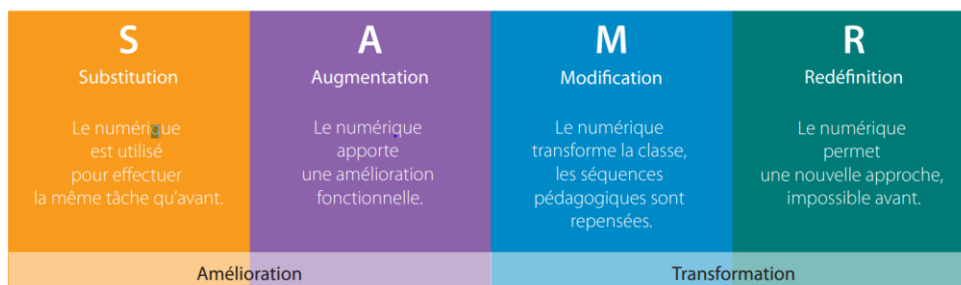 S
Substitution
Le numérique
est utilisé
pour effectuer
la même tâche qu'avant.
A
Augmentation
Le numérique
apporte
une amélioration
fonctionnelle.
M
Modification
Le numérique
transforme la classe,
les séquences
pédagogiques sont
repensées.
R
Redéfinition
Le numérique
permet
une nouvelle approche,
impossible avant.
Amélioration
Transformation